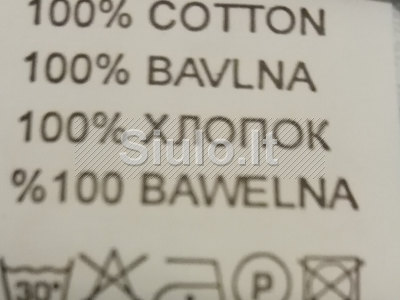 100% COTTON
100% BAVLNA
100% ХЛОПОК
Siulo.lt
%100 BAWELNA
30°
P